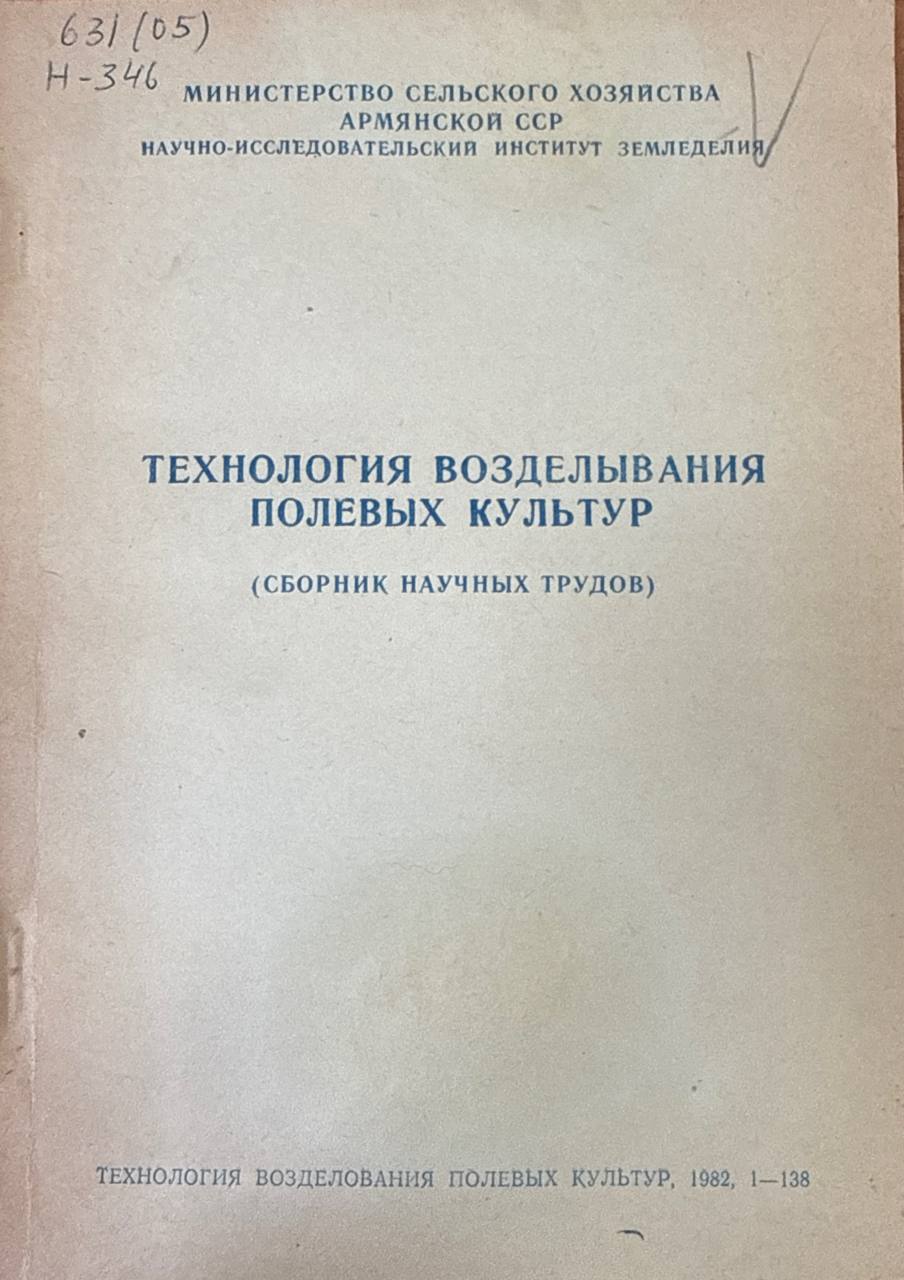 631(05)
Н-346
МИНИСТЕРСТВО СЕЛЬСКОГО ХОЗЯЙСТВА
АРМЯНСКОЙ ССР
НАУЧНО-ИССЛЕДОВАТЕЛЬСКИЙ ИНСТИТУТ ЗЕМЛЕДЕЛИЯ
ТЕХНОЛОГИЯ ВОЗДЕЛЫВАНИЯ
ПОЛЕВЫХ КУЛЬТУР
(СБОРНИК НАУЧНЫХ ТРУДОВ)
ТЕХНОЛОГИЯ ВОЗДЕЛОВАНИЯ ПОЛЕВЫХ КУЛЬТУР, 1982, 1—138